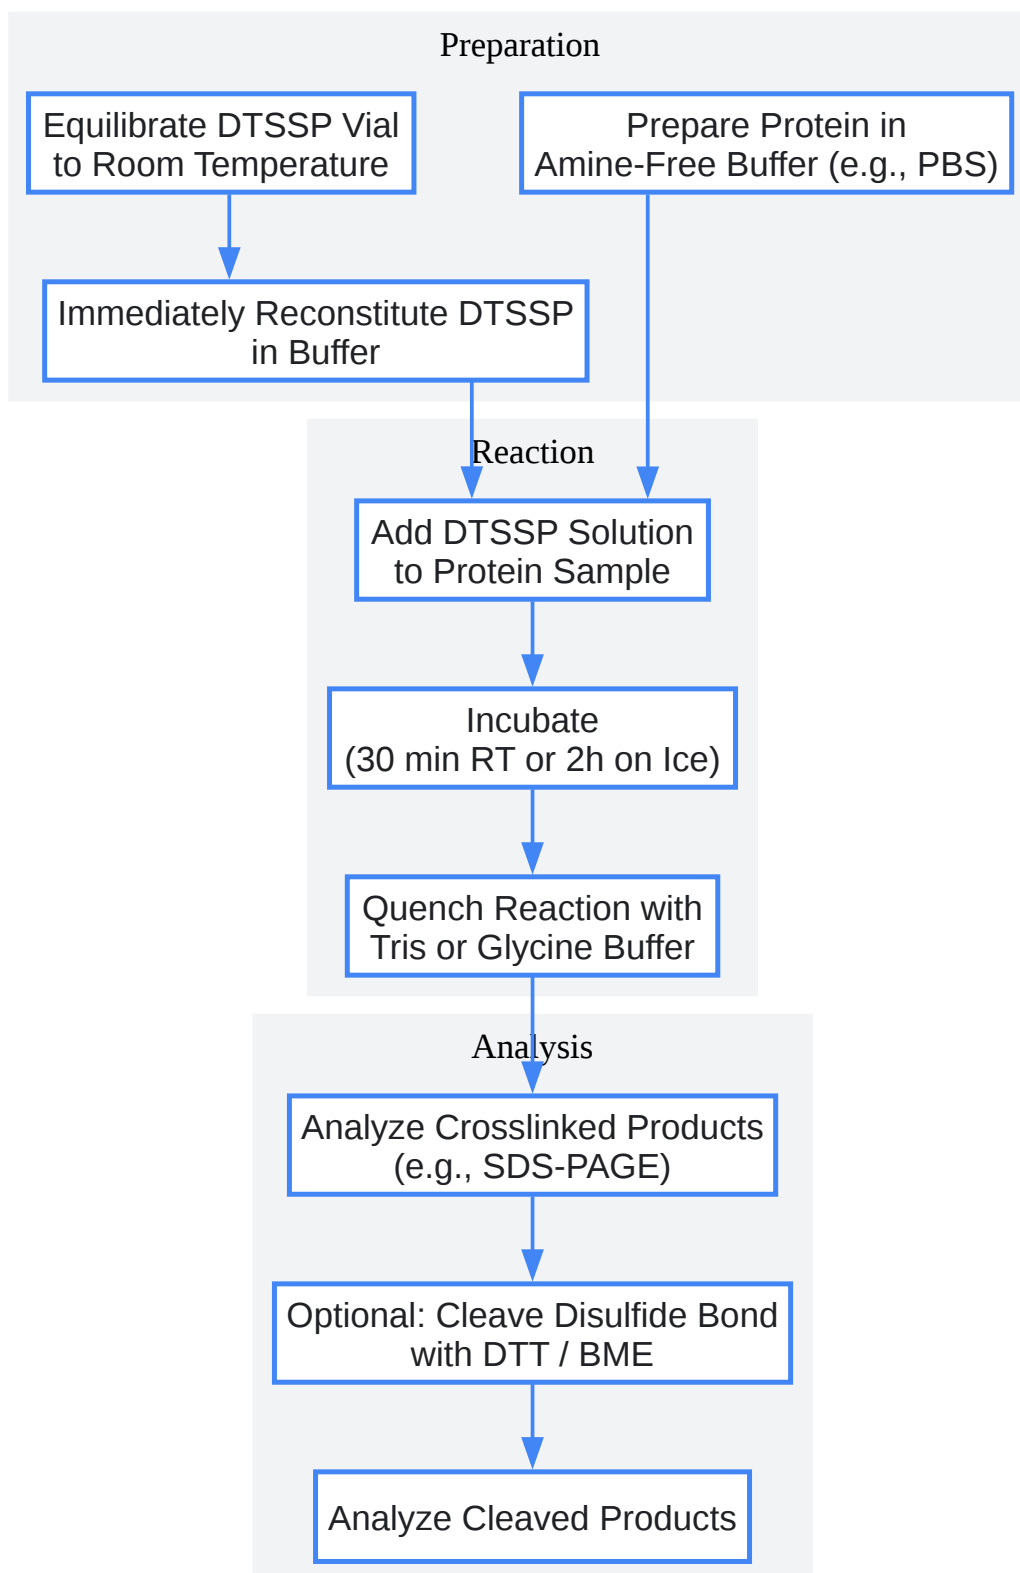 Preparation
Equilibrate DTSSP Vial
to Room Temperature
Prepare Protein in
Amine-Free Buffer (e.g., PBS)
Immediately Reconstitute DTSSP
in Buffer
Reaction
Add DTSSP Solution
to Protein Sample
Incubate
(30 min RT or 2h on Ice)
Quench Reaction with
Tris or Glycine Buffer
Analysis
Analyze Crosslinked Products
(e.g., SDS-PAGE)
Optional: Cleave Disulfide Bond
with DTT / BME
Analyze Cleaved Products